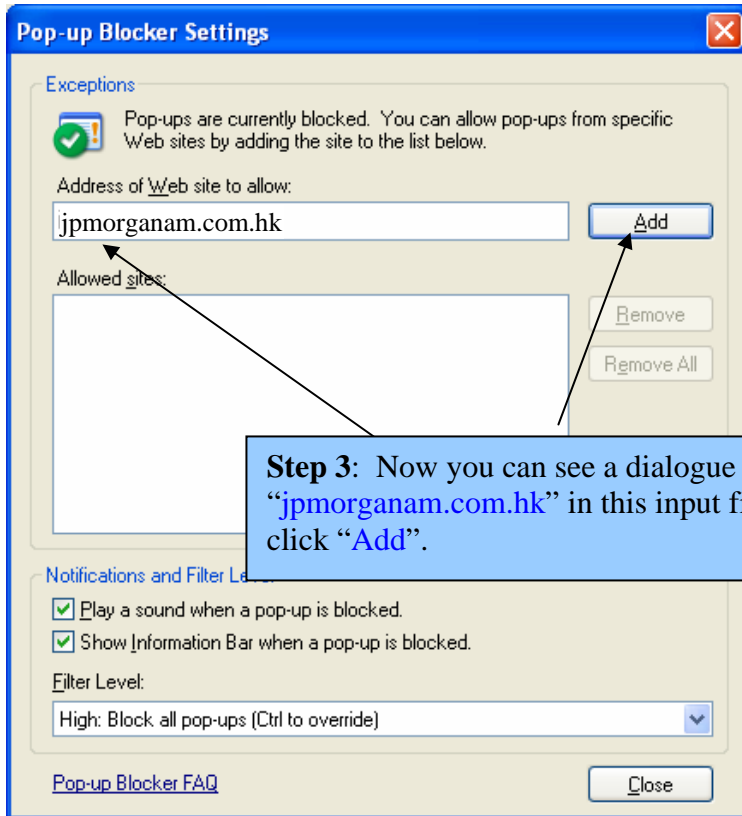 Pop-up Blocker Settings
Exceptions
Pop-ups are currently blocked. You can allow pop-ups from specific
Web sites by adding the site to the list below.
Address of Web site to allow:
jpmorganam.com.hk
Add
Allowed sites:
Remove
Remove All
Step 3: Now you can see a dialogue
“jpmorganam.com.hk” in this input
click “Add”.
Notifications and Filter
Play a sound when a pop-up is blocked.
Show Information Bar when a pop-up is blocked.
Filter Level:
High: Block all pop-ups (Ctrl to override)
Pop-up Blocker FAQ
Close